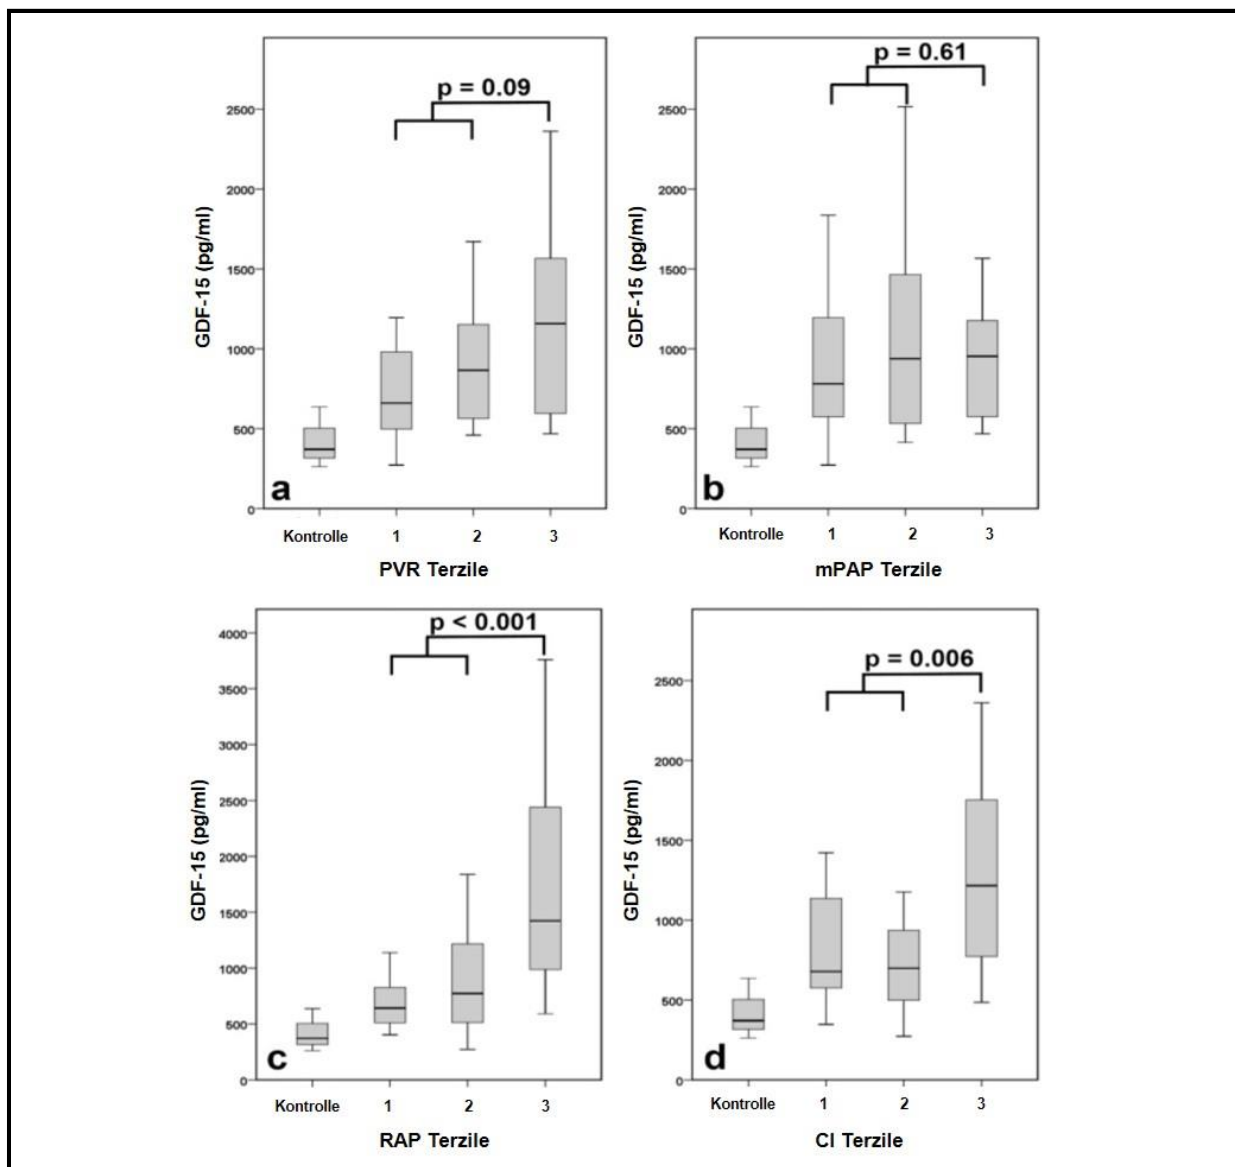 p = 0.09
2500
2000
1500
1000
500
0
GDF-15 (pg/ml)
a
Kontrolle 1 2 3
PVR Terzile
p = 0.61
2500
2000
1500
1000
500
0
GDF-15 (pg/ml)
b
Kontrolle 1 2 3
mPAP Terzile
p < 0.001
4000
3500
3000
2500
2000
1500
1000
500
0
GDF-15 (pg/ml)
c
Kontrolle 1 2 3
RAP Terzile
p = 0.006
2500
2000
1500
1000
500
0
GDF-15 (pg/ml)
d
Kontrolle 1 2 3
CI Terzile